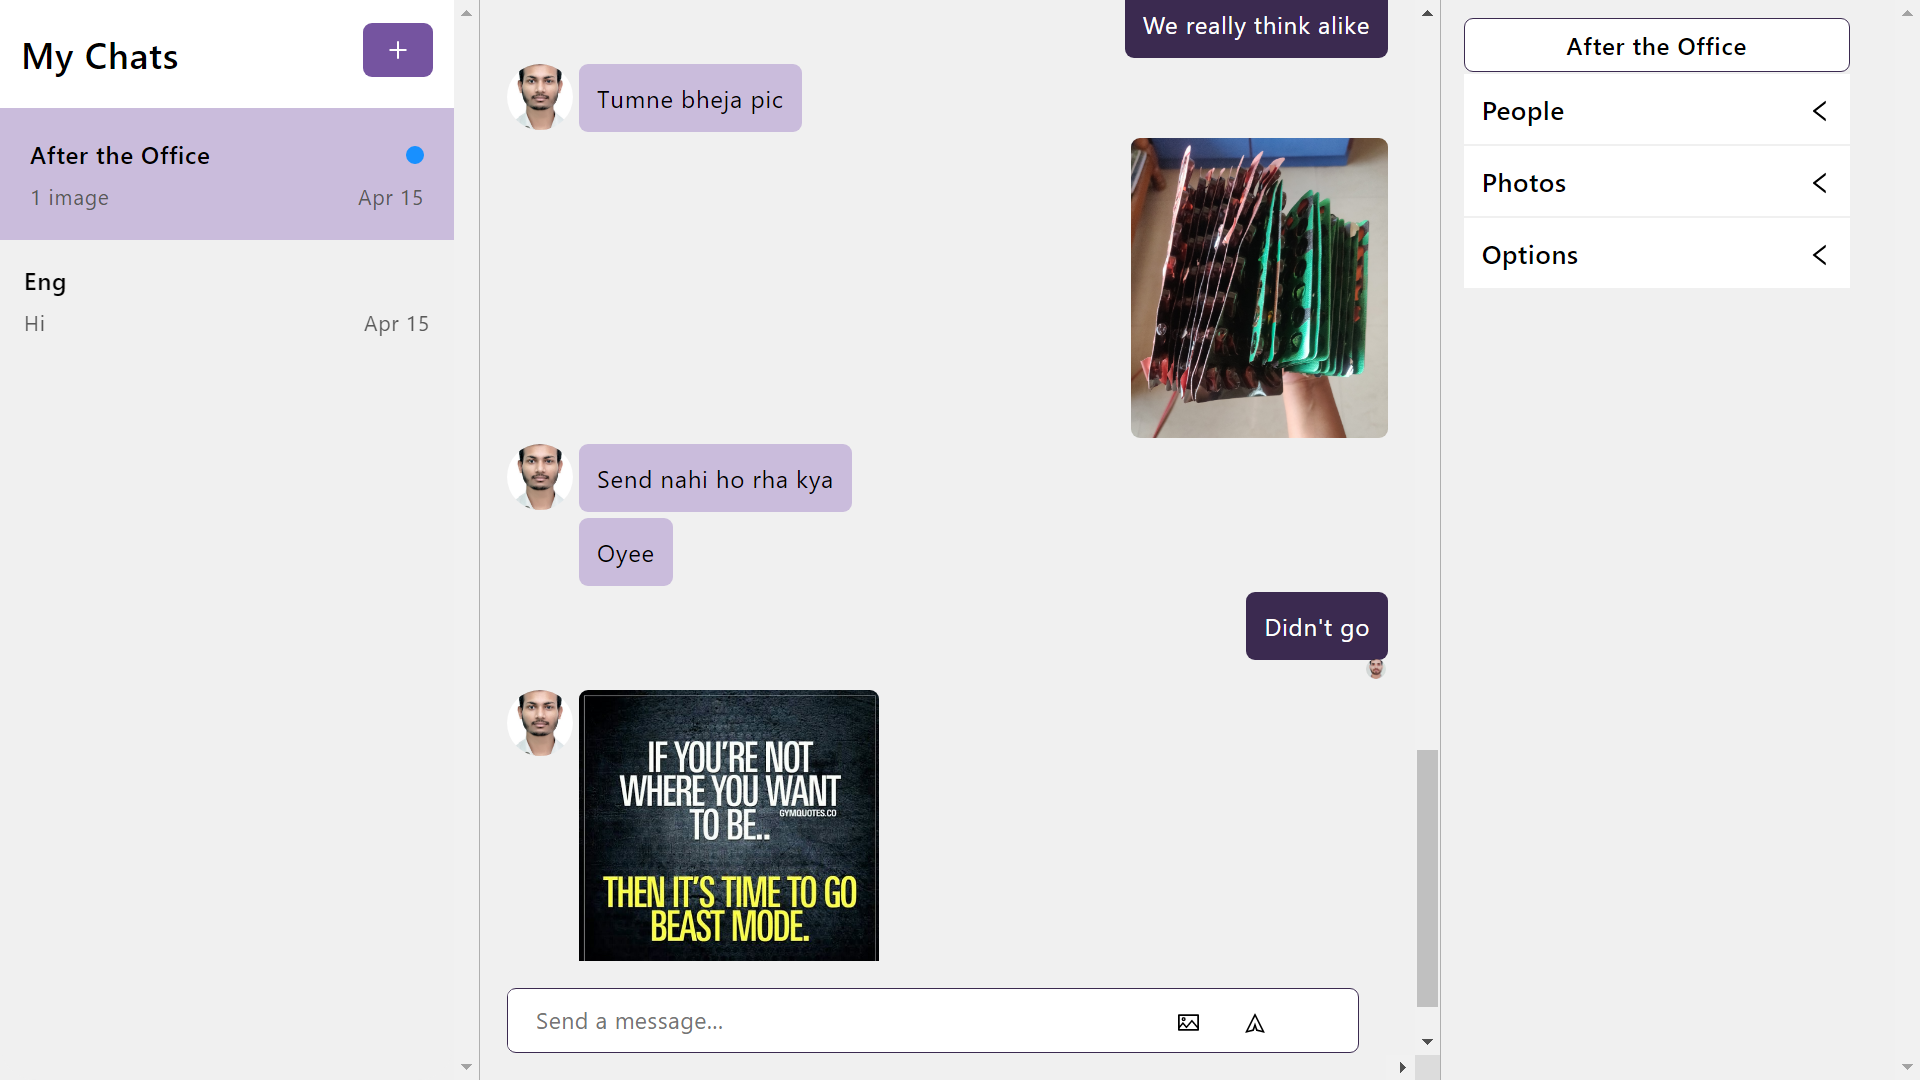 My Chats
+
After the Office
1 image
Apr 15
Eng
Hi
Apr 15
We really think alike
Tumne bheja pic
Send nahi ho rha kya
Oyee
Didn't go
IF YOU'RE NOT
WHERE YOU WANT
TO BE..
GYMQUOTES.CO
THEN IT'S TIME TO GO
BEAST MODE.
Send a message...
After the Office
People
Photos
Options